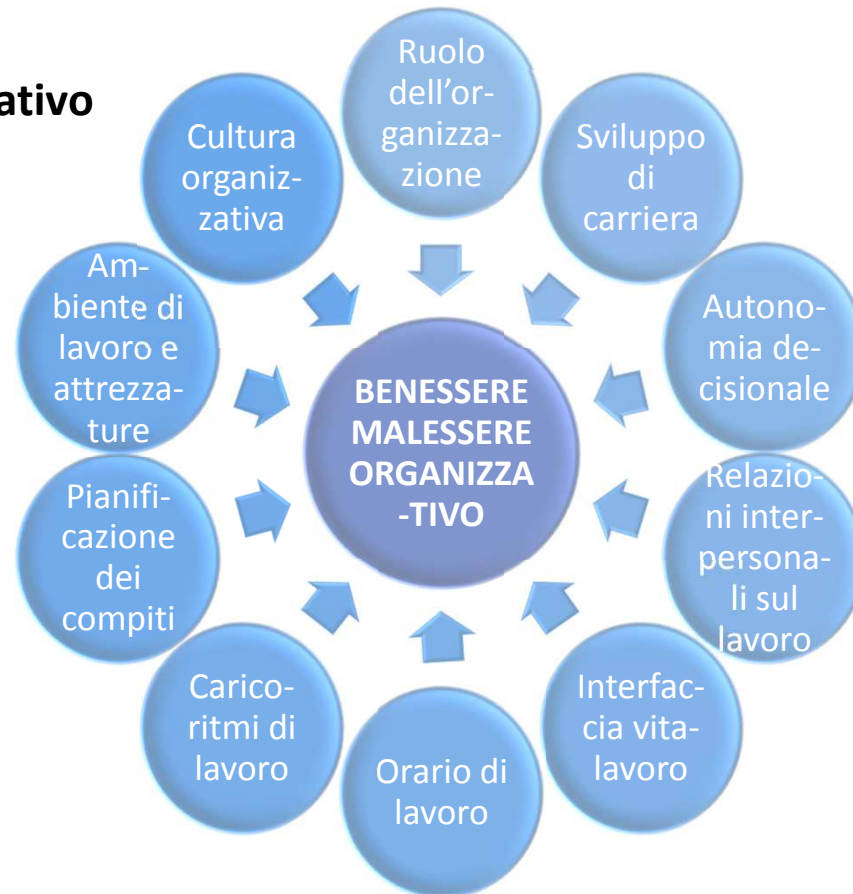 ativo
Ruolo
dell’or-
ganizza-
zione
Sviluppo
di
carriera
Autono-
mia de-
cisionale
Relazio-
ni inter-
persona-
li sul
lavoro
Interfac-
cia vita-
lavoro
Orario di
lavoro
Carico-
ritmi di
lavoro
Pianifi-
cazione
dei
compiti
Am-
biente di
lavoro e
attrezza-
ture
Cultura
organiz-
zativa
BENESSERE
MALESSERE
ORGANIZZA
-TIVO